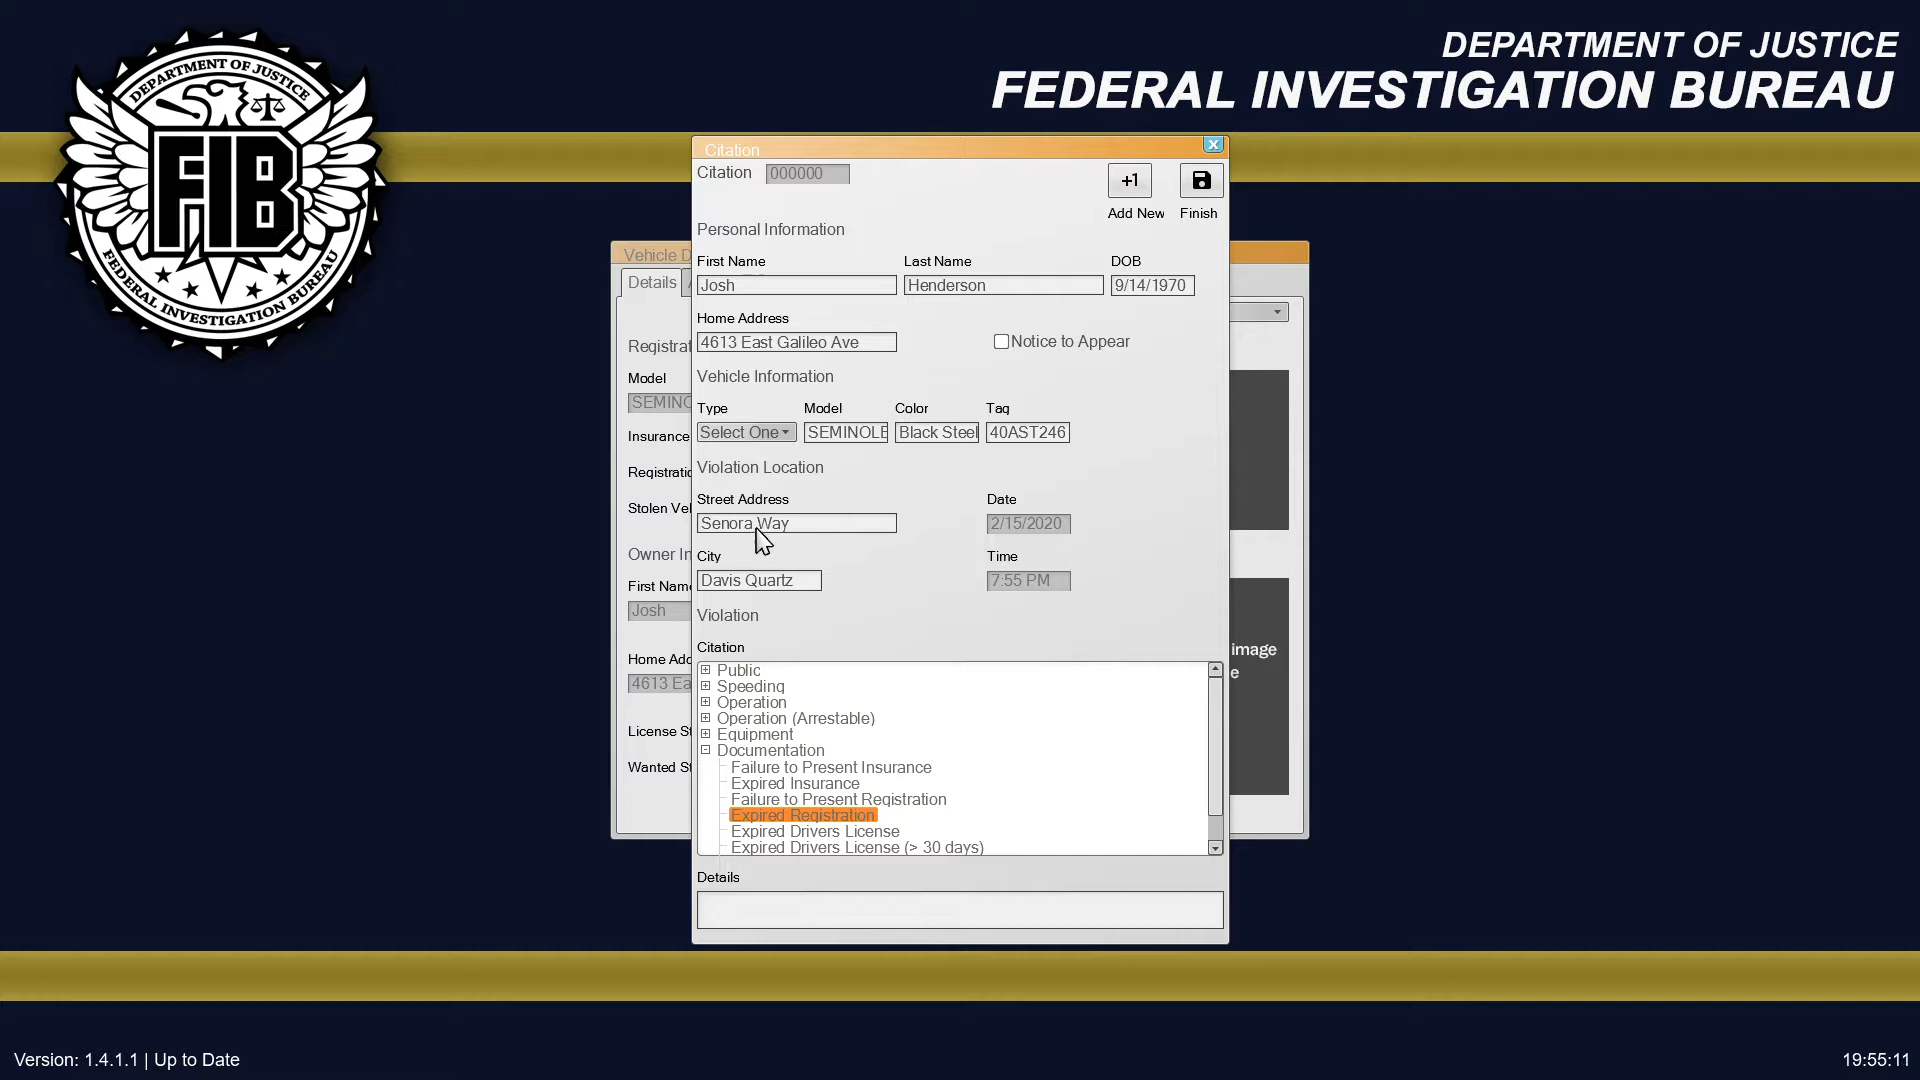 DEPARTMENT OF JUSTICE
FEDERAL INVESTIGATION BUREAU
DEPARTMENT OF JUSTICE
FIB
FEDERAL INVESTIGATION BUREAU
Citation
Citation 000000
+1
Add New Finish
Personal Information
First Name Last Name DOB
Josh Henderson 9/14/1970
Home Address
4613 East Galileo Ave Notice to Appear
Vehicle Information
Type Model Color Tag
Select One SEMINOLE Black Steel 40AST246
Violation Location
Street Address Date
Senora Way 2/15/2020
City Time
Davis Quartz 7:55 PM
Violation
Citation
Public
Speeding
Operation
Operation (Arrestable)
Equipment
Documentation
Failure to Present Insurance
Expired Insurance
Failure to Present Registration
Expired Registration
Expired Drivers License
Expired Drivers License (> 30 days)
Details
Vehicle D
Details
Registrat
Model
SEMINO
Insurance
Registratio
Stolen Vel
Owner In
First Name
Josh
Home Add
4613 Ea
License St
Wanted St
image
e
Version: 1.4.1.1 | Up to Date
19:55:11